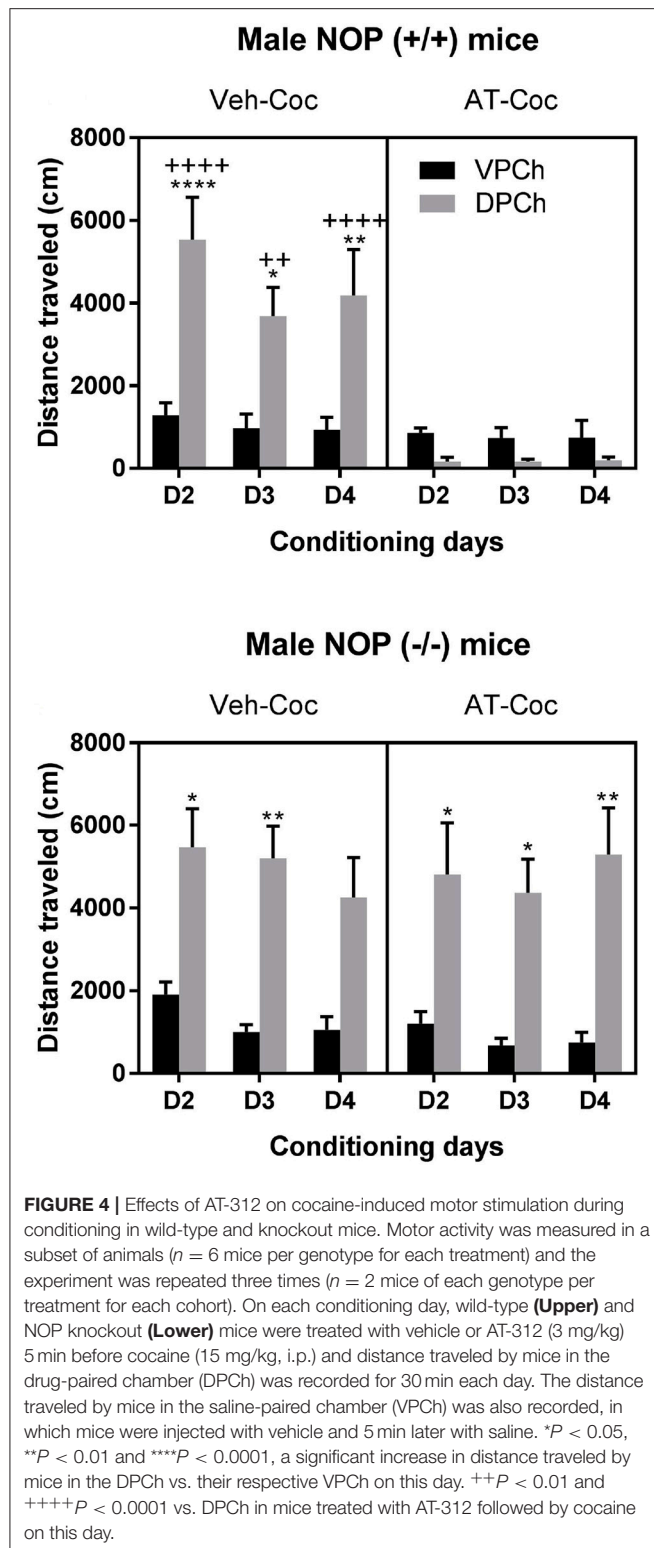 Male NOP (+/+) mice
Veh-Coc AT-Coc
8000
6000
4000
2000
0
Distance traveled (cm)
++++
****
++
*
++++
**
VPCh
DPCh
D2 D3 D4 D2 D3 D4
Conditioning days
Male NOP (-/-) mice
Veh-Coc AT-Coc
8000
6000
4000
2000
0
Distance traveled (cm)
* ** * * **
D2 D3 D4 D2 D3 D4
Conditioning days
FIGURE 4 | Effects of AT-312 on cocaine-induced motor stimulation during
conditioning in wild-type and knockout mice. Motor activity was measured in a
subset of animals (n = 6 mice per genotype for each treatment) and the
experiment was repeated three times (n = 2 mice of each genotype per
treatment for each cohort). On each conditioning day, wild-type (Upper) and
NOP knockout (Lower) mice were treated with vehicle or AT-312 (3 mg/kg)
5 min before cocaine (15 mg/kg, i.p.) and distance traveled by mice in the
drug-paired chamber (DPCh) was recorded for 30 min each day. The distance
traveled by mice in the saline-paired chamber (VPCh) was also recorded, in
which mice were injected with vehicle and 5 min later with saline. *P < 0.05,
**P < 0.01 and ****P < 0.0001, a significant increase in distance traveled by
mice in the DPCh vs. their respective VPCh on this day. ++P < 0.01 and
++++P < 0.0001 vs. DPCh in mice treated with AT-312 followed by cocaine
on this day.